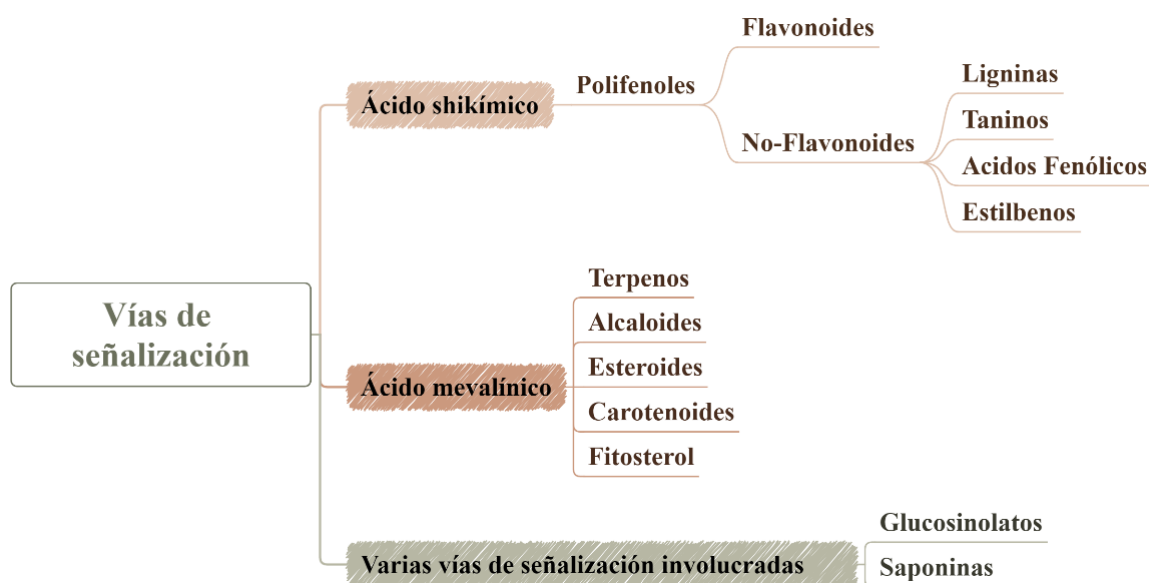 Vías de
señalización
Ácido shikímico
Polifenoles
Flavonoides
No-Flavonoides
Ligninas
Taninos
Acidos Fenólicos
Estilbenos
Ácido mevalínico
Terpenos
Alcaloides
Esteroides
Carotenoides
Fitosterol
Varias vías de señalización involucradas
Glucosinolatos
Saponinas